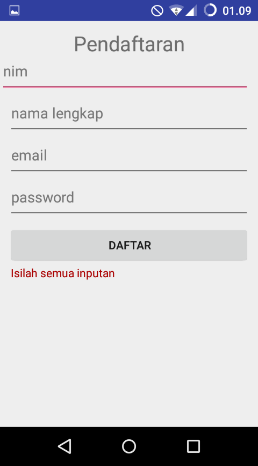 01.09
Pendaftaran
nim
nama lengkap
email
password
DAFTAR
Isilah semua inputan